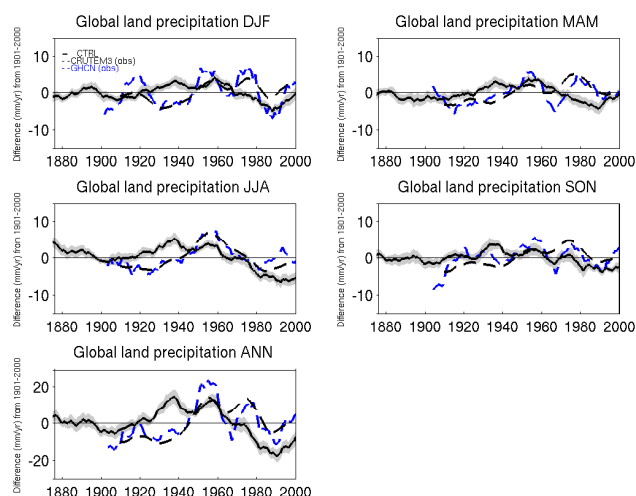 Global land precipitation DJF
Difference (mm/yr) from 1901-2000
10
0
-10
CTRL
CRUTEM3 (obs)
GHCN (obs)
1880 1900 1920 1940 1960 1980 2000
Global land precipitation MAM
Difference (mm/yr) from 1901-2000
10
0
-10
1880 1900 1920 1940 1960 1980 2000
Global land precipitation JJA
Difference (mm/yr) from 1901-2000
10
0
-10
1880 1900 1920 1940 1960 1980 2000
Global land precipitation SON
Difference (mm/yr) from 1901-2000
10
0
-10
1880 1900 1920 1940 1960 1980 2000
Global land precipitation ANN
Difference (mm/yr) from 1901-2000
20
0
-20
1880 1900 1920 1940 1960 1980 2000